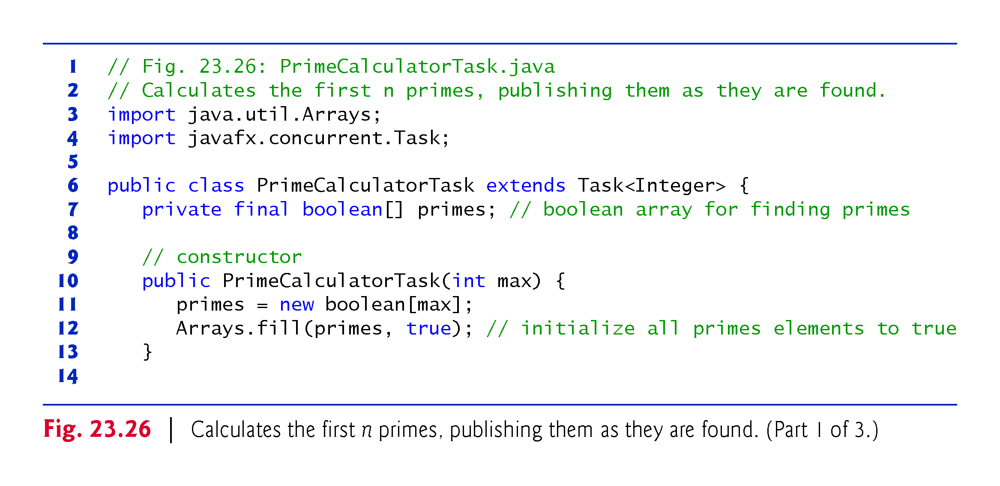 1 // Fig. 23.26: PrimeCalculatorTask.java
2 // Calculates the first n primes, publishing them as they are found.
3 import java.util.Arrays;
4 import javafx.concurrent.Task;
5
6 public class PrimeCalculatorTask extends Task<Integer> {
7    private final boolean[] primes; // boolean array for finding primes
8
9    // constructor
10    public PrimeCalculatorTask(int max) {
11       primes = new boolean[max];
12       Arrays.fill(primes, true); // initialize all primes elements to true
13    }
14
Fig. 23.26 | Calculates the first n primes, publishing them as they are found. (Part 1 of 3.)